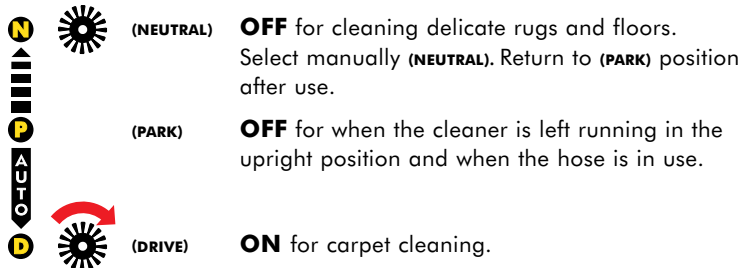 N (NEUTRAL) OFF for cleaning delicate rugs and floors.
Select manually (NEUTRAL). Return to (PARK) position
after use.
P (PARK) OFF for when the cleaner is left running in the
upright position and when the hose is in use.
AUTO
D (DRIVE) ON for carpet cleaning.